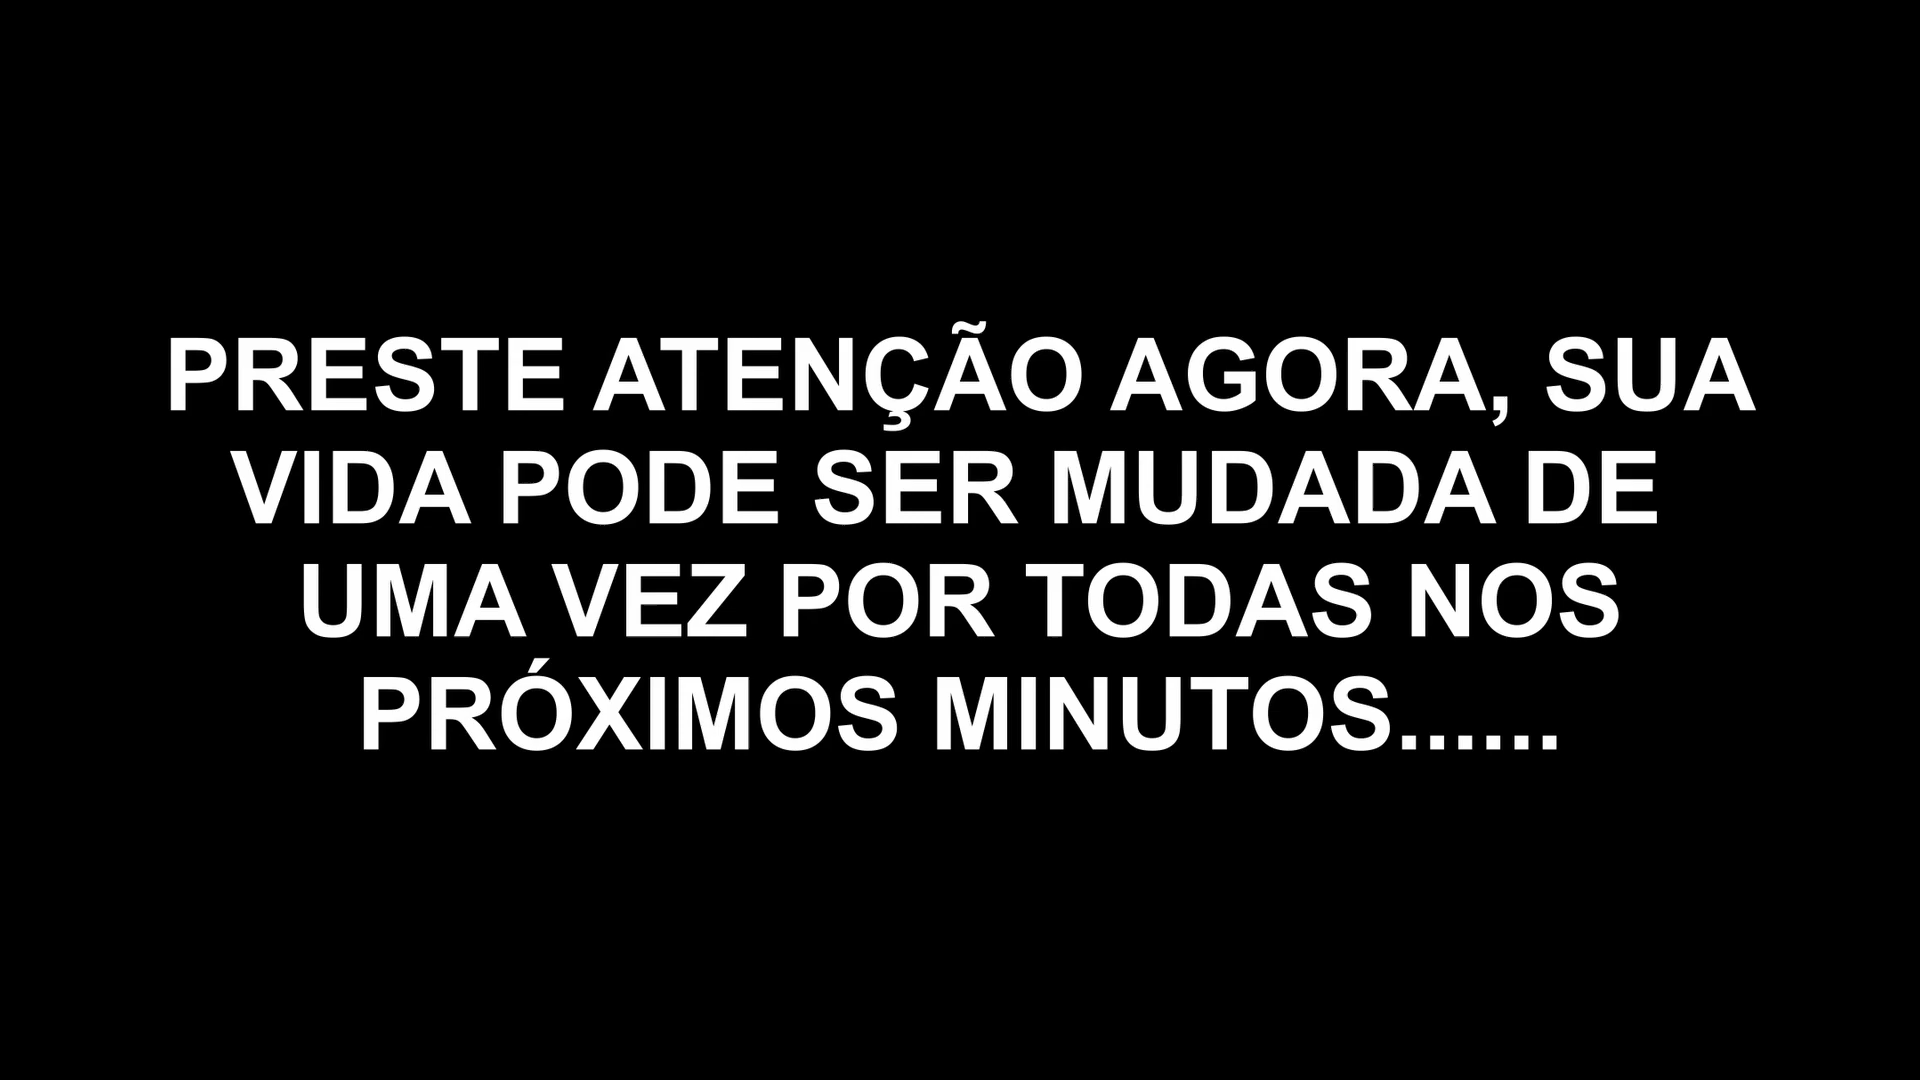 PRESTE ATENÇÃO AGORA, SUA
VIDA PODE SER MUDADA DE
UMA VEZ POR TODAS NOS
PRÓXIMOS MINUTOS......